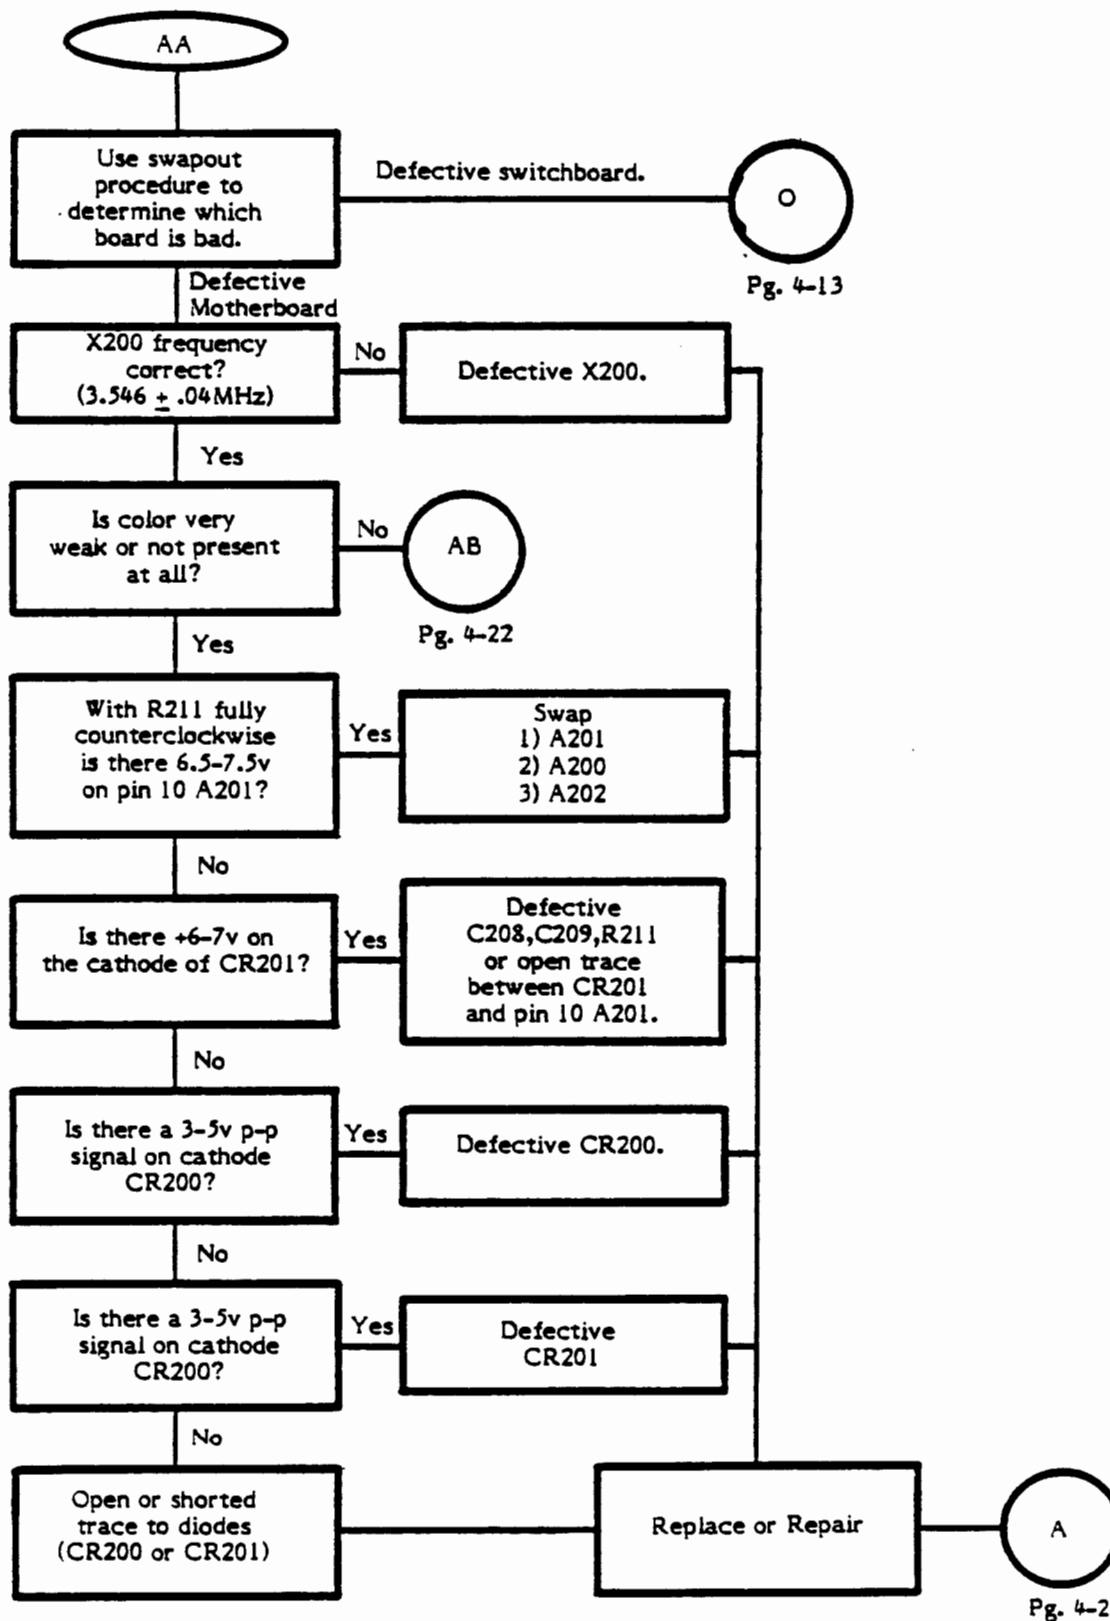 AA
Use swapout
procedure to
determine which
board is bad.
Defective switchboard.
O
Pg. 4-13
Defective
Motherboard
X200 frequency
correct?
(3.546 ± .04MHz)
No
Defective X200.
Yes
Is color very
weak or not present
at all?
No
AB
Pg. 4-22
Yes
With R211 fully
counterclockwise
is there 6.5-7.5v
on pin 10 A201?
Yes
Swap
1) A201
2) A200
3) A202
No
Is there +6-7v on
the cathode of CR201?
Yes
Defective
C208,C209,R211
or open trace
between CR201
and pin 10 A201.
No
Is there a 3-5v p-p
signal on cathode
CR200?
Yes
Defective CR200.
No
Is there a 3-5v p-p
signal on cathode
CR200?
Yes
Defective
CR201
No
Open or shorted
trace to diodes
(CR200 or CR201)
Replace or Repair
A
Pg. 4-2